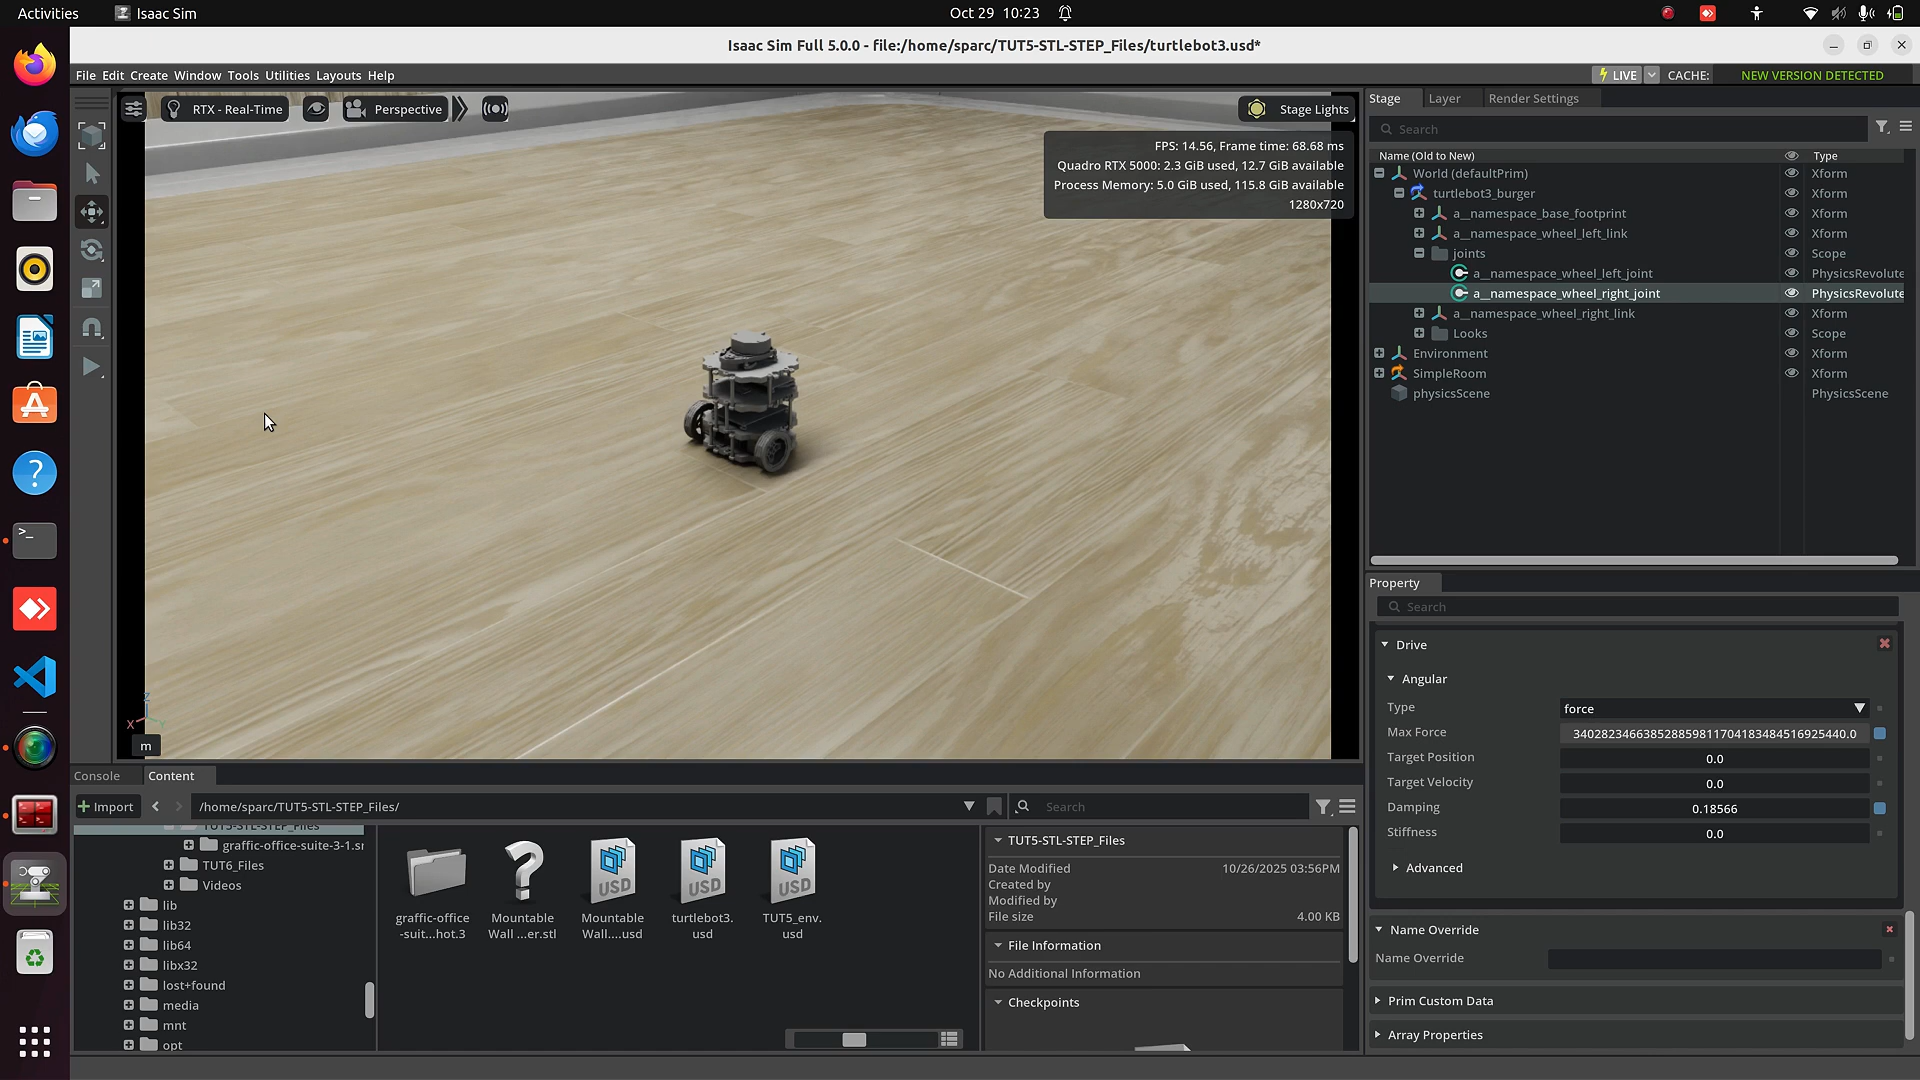 Activities
Isaac Sim
Oct 29 10:23
Isaac Sim Full 5.0.0 - file:/home/sparc/TUT5-STL-STEP_Files/turtlebot3.usd*
File Edit Create Window Tools Utilities Layouts Help
LIVE
CACHE:
NEW VERSION DETECTED
RTX - Real-Time
Perspective
Stage Lights
FPS: 14.56, Frame time: 68.68 ms
Quadro RTX 5000: 2.3 GiB used, 12.7 GiB available
Process Memory: 5.0 GiB used, 115.8 GiB available
1280x720
Z
X
m
Stage
Layer
Render Settings
Search
Name (Old to New)
Type
World (defaultPrim) Xform
turtlebot3_burger Xform
a__namespace_base_footprint Xform
a__namespace_wheel_left_link Xform
joints Scope
a__namespace_wheel_left_joint PhysicsRevolute
a__namespace_wheel_right_joint PhysicsRevolute
a__namespace_wheel_right_link Xform
Looks Scope
Environment Xform
SimpleRoom Xform
physicsScene PhysicsScene
Property
Search
Drive
Angular
Type force
Max Force 340282346638528859811704183484516925440.0
Target Position 0.0
Target Velocity 0.0
Damping 0.18566
Stiffness 0.0
Advanced
Name Override
Name Override
Prim Custom Data
Array Properties
Console
Content
Import
/home/sparc/TUT5-STL-STEP_Files/
Search
TUT5-STL-STEP_Files
graffic-office-suite-3-1.sn
TUT6_Files
Videos
lib
lib32
lib64
libx32
lost+found
media
mnt
opt
graffic-office
-suit...hot.3
Mountable
Wall ...er.stl
USD
Mountable
Wall....usd
USD
turtlebot3.
usd
USD
TUT5_env.
usd
TUT5-STL-STEP_Files
Date Modified 10/26/2025 03:56PM
Created by
Modified by
File size 4.00 KB
File Information
No Additional Information
Checkpoints